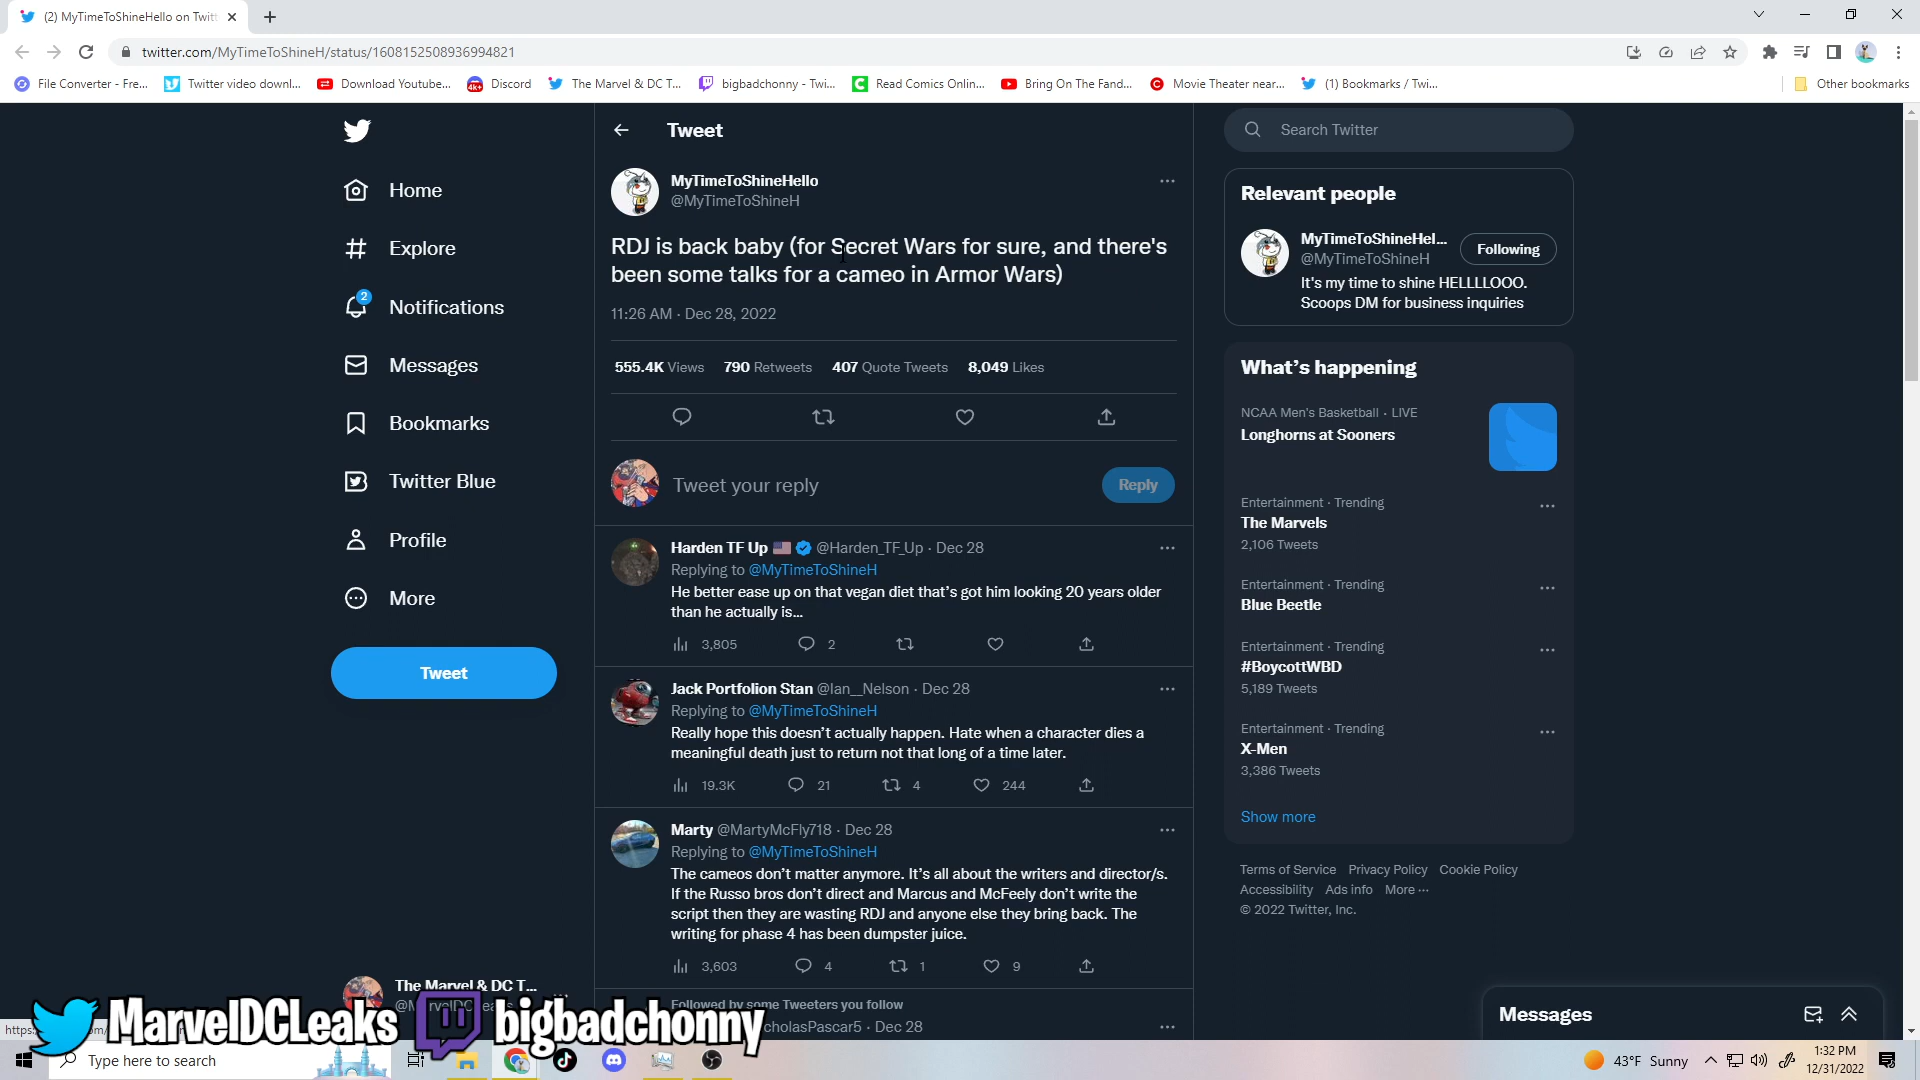 (2) MyTimeToShineHello on Twitt
twitter.com/MyTimeToShineH/status/1608152508936994821
File Converter - Fre...
Twitter video downl...
Download Youtube...
Discord
The Marvel & DC T...
bigbadchonny - Twi...
Read Comics Onlin...
Bring On The Fand...
Movie Theater near...
(1) Bookmarks / Twi...
Other bookmarks
Home
Explore
2
Notifications
Messages
Bookmarks
Twitter Blue
Profile
More
Tweet
The Marvel & DC T...
Tweet
MyTimeToShineHello
@MyTimeToShineH
RDJ is back baby (for Secret Wars for sure, and there's
been some talks for a cameo in Armor Wars)
11:26 AM · Dec 28, 2022
555.4K Views 790 Retweets 407 Quote Tweets 8,049 Likes
Tweet your reply
Reply
Harden TF Up @Harden_TF_Up · Dec 28
Replying to @MyTimeToShineH
He better ease up on that vegan diet that's got him looking 20 years older
than he actually is...
3,805 2
Jack Portfolion Stan @Ian__Nelson · Dec 28
Replying to @MyTimeToShineH
Really hope this doesn't actually happen. Hate when a character dies a
meaningful death just to return not that long of a time later.
19.3K 21 4 244
Marty @MartyMcFly718 · Dec 28
Replying to @MyTimeToShineH
The cameos don't matter anymore. It's all about the writers and director/s.
If the Russo bros don't direct and Marcus and McFeely don't write the
script then they are wasting RDJ and anyone else they bring back. The
writing for phase 4 has been dumpster juice.
3,603 4 1 9
Followed by some Tweeters you follow
cholasPascar5 · Dec 28
Search Twitter
Relevant people
MyTimeToShineHel...
@MyTimeToShineH
Following
It's my time to shine HELLLLOOO.
Scoops DM for business inquiries
What's happening
NCAA Men's Basketball · LIVE
Longhorns at Sooners
Entertainment · Trending
The Marvels
2,106 Tweets
Entertainment · Trending
Blue Beetle
Entertainment · Trending
#BoycottWBD
5,189 Tweets
Entertainment · Trending
X-Men
3,386 Tweets
Show more
Terms of Service Privacy Policy Cookie Policy
Accessibility Ads info More ...
© 2022 Twitter, Inc.
Messages
MarvelDCLeaks
bigbadchonny
Type here to search
43°F Sunny
1:32 PM
12/31/2022